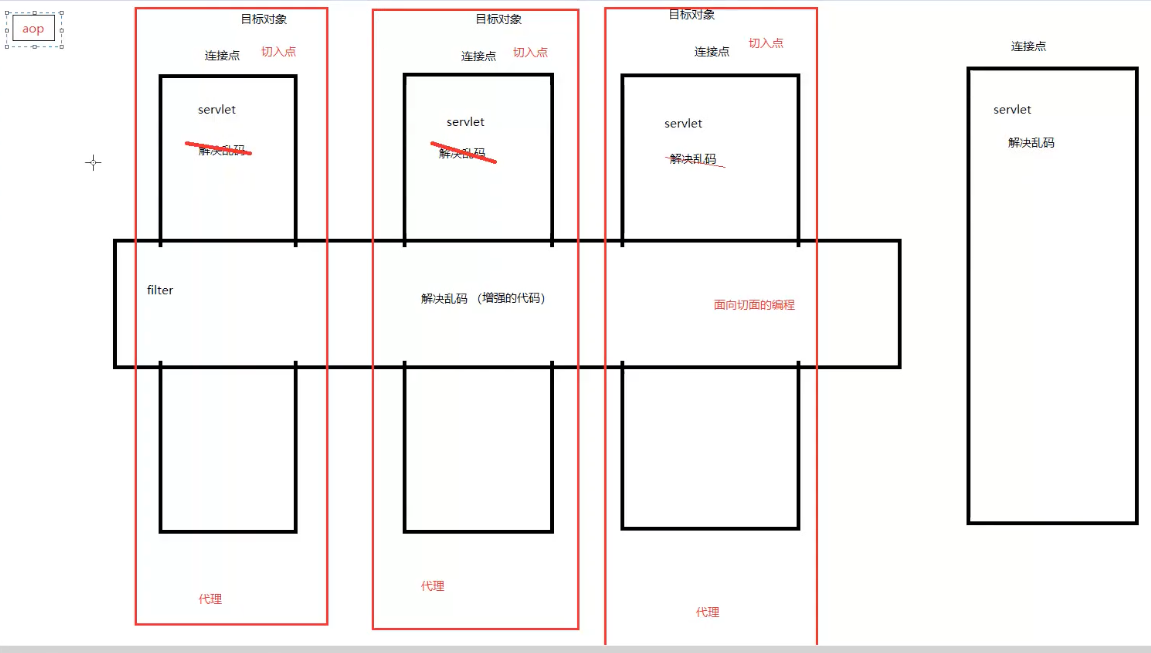 aop
目标对象
连接点 切入点
servlet
解决乱码
目标对象
连接点 切入点
servlet
解决乱码
目标对象
连接点 切入点
servlet
解决乱码
连接点
servlet
解决乱码
filter
解决乱码 （增强的代码）
面向切面的编程
代理
代理
代理